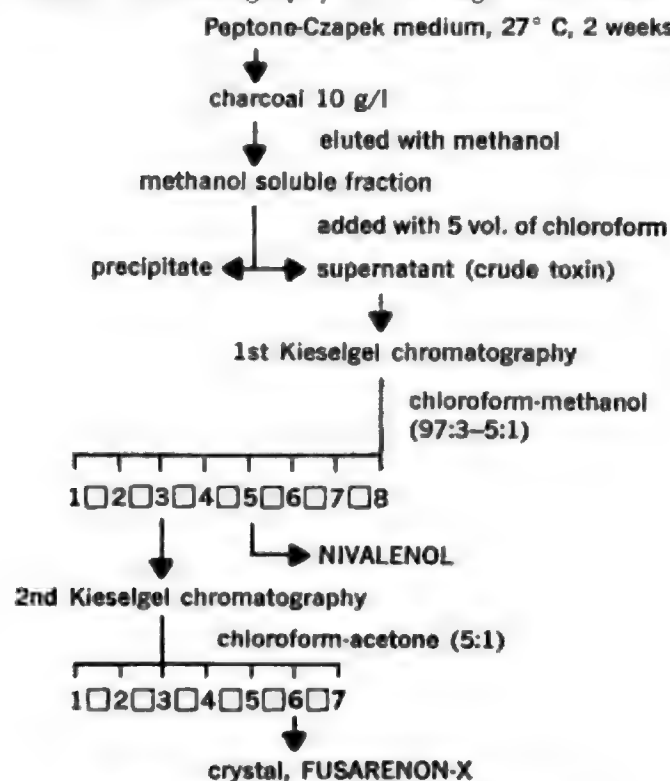 Peptone-Czapek medium, 27° C, 2 weeks
charcoal 10 g/l
eluted with methanol
methanol soluble fraction
added with 5 vol. of chloroform
precipitate supernatant (crude toxin)
1st Kieselgel chromatography
chloroform-methanol
(97:3–5:1)
1□2□3□4□5□6□7□8
NIVALENOL
2nd Kieselgel chromatography
chloroform-acetone (5:1)
1□2□3□4□5□6□7
crystal, FUSARENON-X